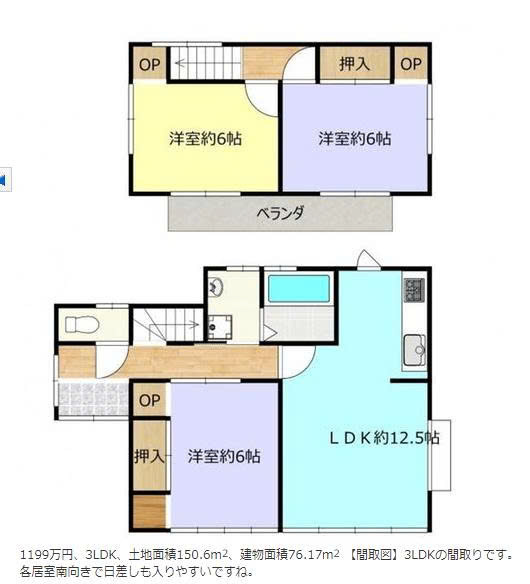 OP
押入
OP
洋室約6帖
洋室約6帖
ベランダ
OP
LDK約12.5帖
押入
洋室約6帖
1199万円、3LDK、土地面積150.6m2、建物面積76.17m2 【間取図】3LDKの間取りです。
各居室南向きで日差しも入りやすいですね。